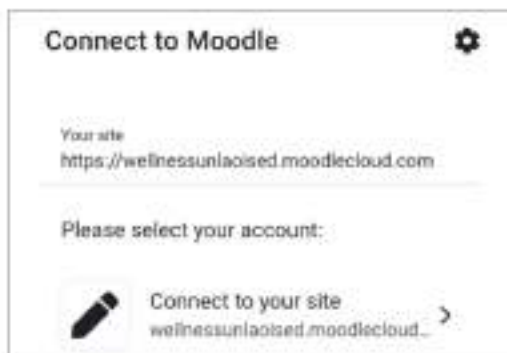 Connect to Moodle
Your site
https://wellnessunlaoised.moodlecloud.com
Please select your account:
Connect to your site
wellnessunlaoised.moodlecloud...